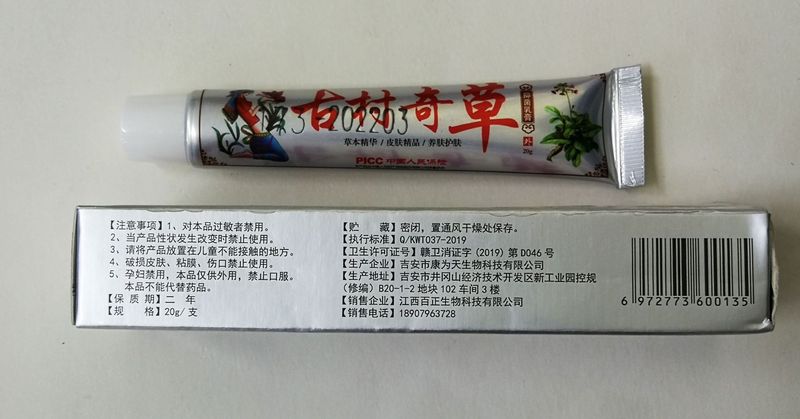 古村奇草
3-202203
抑菌乳膏
外
20g
草本精华/皮肤精品/养肤护肤
PICC 中国人民保险
【注意事项】1、对本品过敏者禁用。
2、当产品性状发生改变时禁止使用。
3、请将产品放置在儿童不能接触的地方。
4、破损皮肤、粘膜、伤口禁止使用。
5、孕妇禁用，本品仅供外用，禁止口服。
本品不能代替药品。
【保 质 期】二 年
【规 格】20g/支
【贮 藏】密闭，置通风干燥处保存。
【执行标准】Q/KWT037-2019
【卫生许可证号】赣卫消证字(2019)第D046号
【生产企业】吉安市康为天生物科技有限公司
【生产地址】吉安市井冈山经济技术开发区新工业园控规
(修编) B20-1-2 地块 102 车间 3 楼
【销售企业】江西百正生物科技有限公司
【销售电话】18907963728
6 972773 600135